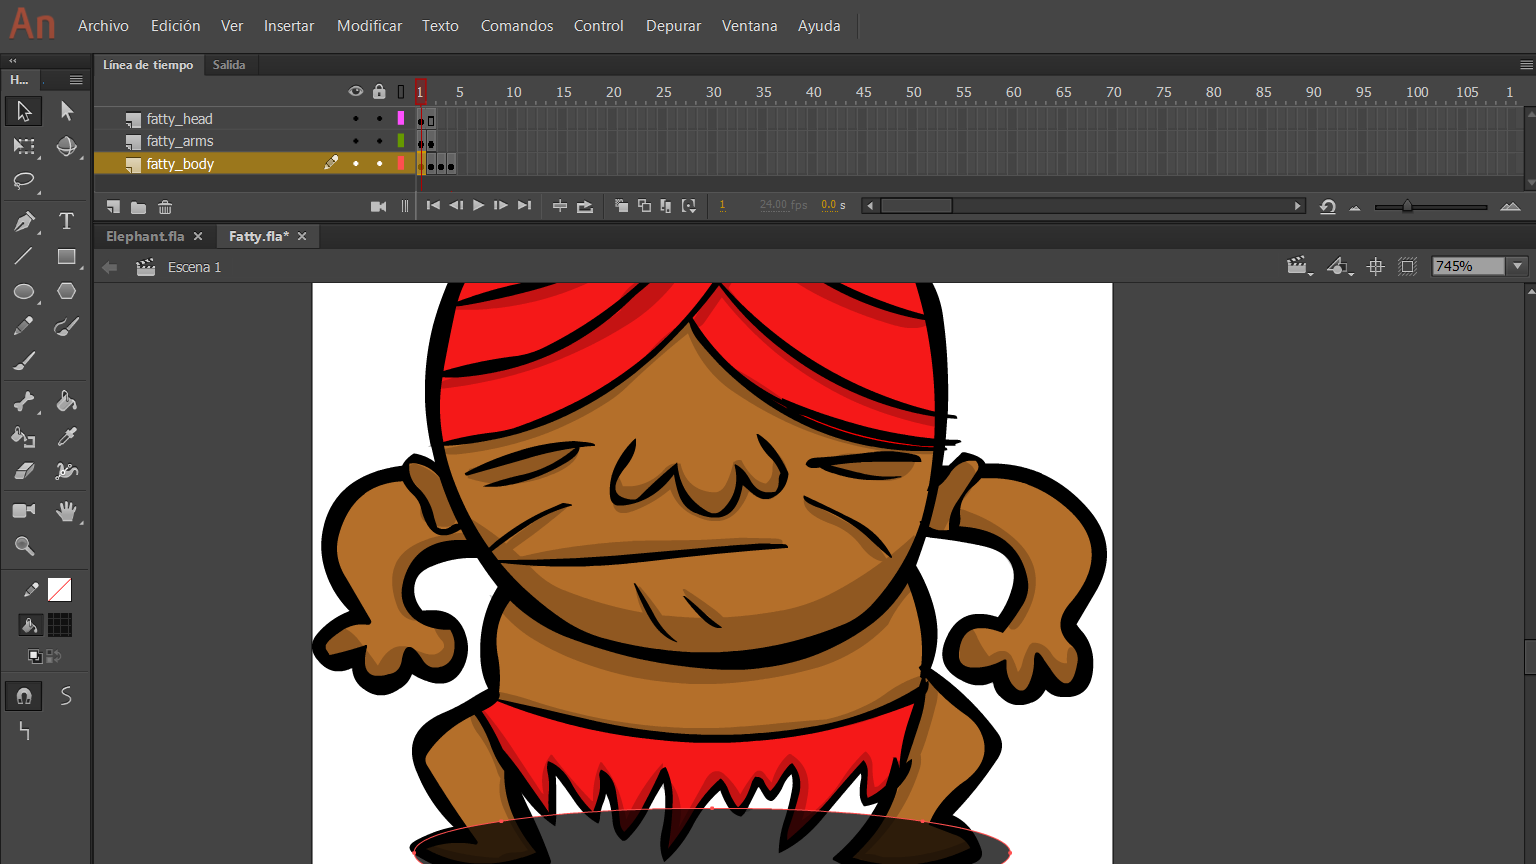 An Archivo Edición Ver Insertar Modificar Texto Comandos Control Depurar Ventana Ayuda
H...
Línea de tiempo Salida
1 5 10 15 20 25 30 35 40 45 50 55 60 65 70 75 80 85 90 95 100 105 1
fatty_head
fatty_arms
fatty_body
1 24.00 fps 0.0 s
Elephant.fla Fatty.fla*
Escena 1 745%